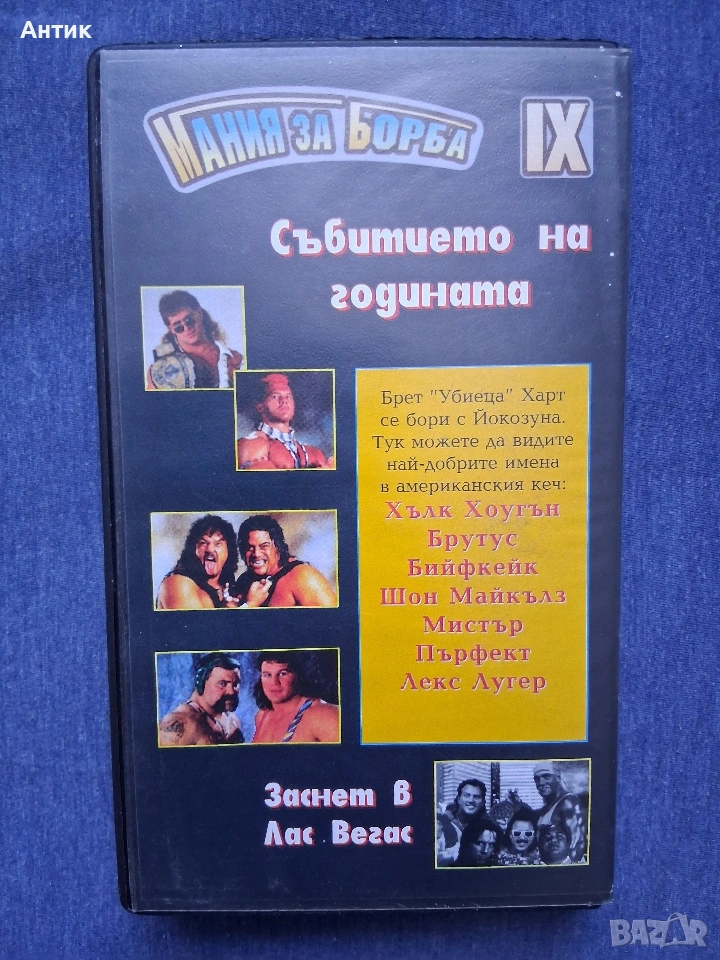 Антик
МАНИЯ ЗА БОРБА
IX
Събитието на
годината
Брет "Убиеца" Харт
се бори с Йокозуна.
Тук можете да видите
най-добрите имена
в американския кеч:
Хълк Хоугън
Брутус
Бийфкейк
Шон Майкълз
Мистър
Пърфект
Лекс Лугер
Заснет в
Лас Вегас
BAZAR